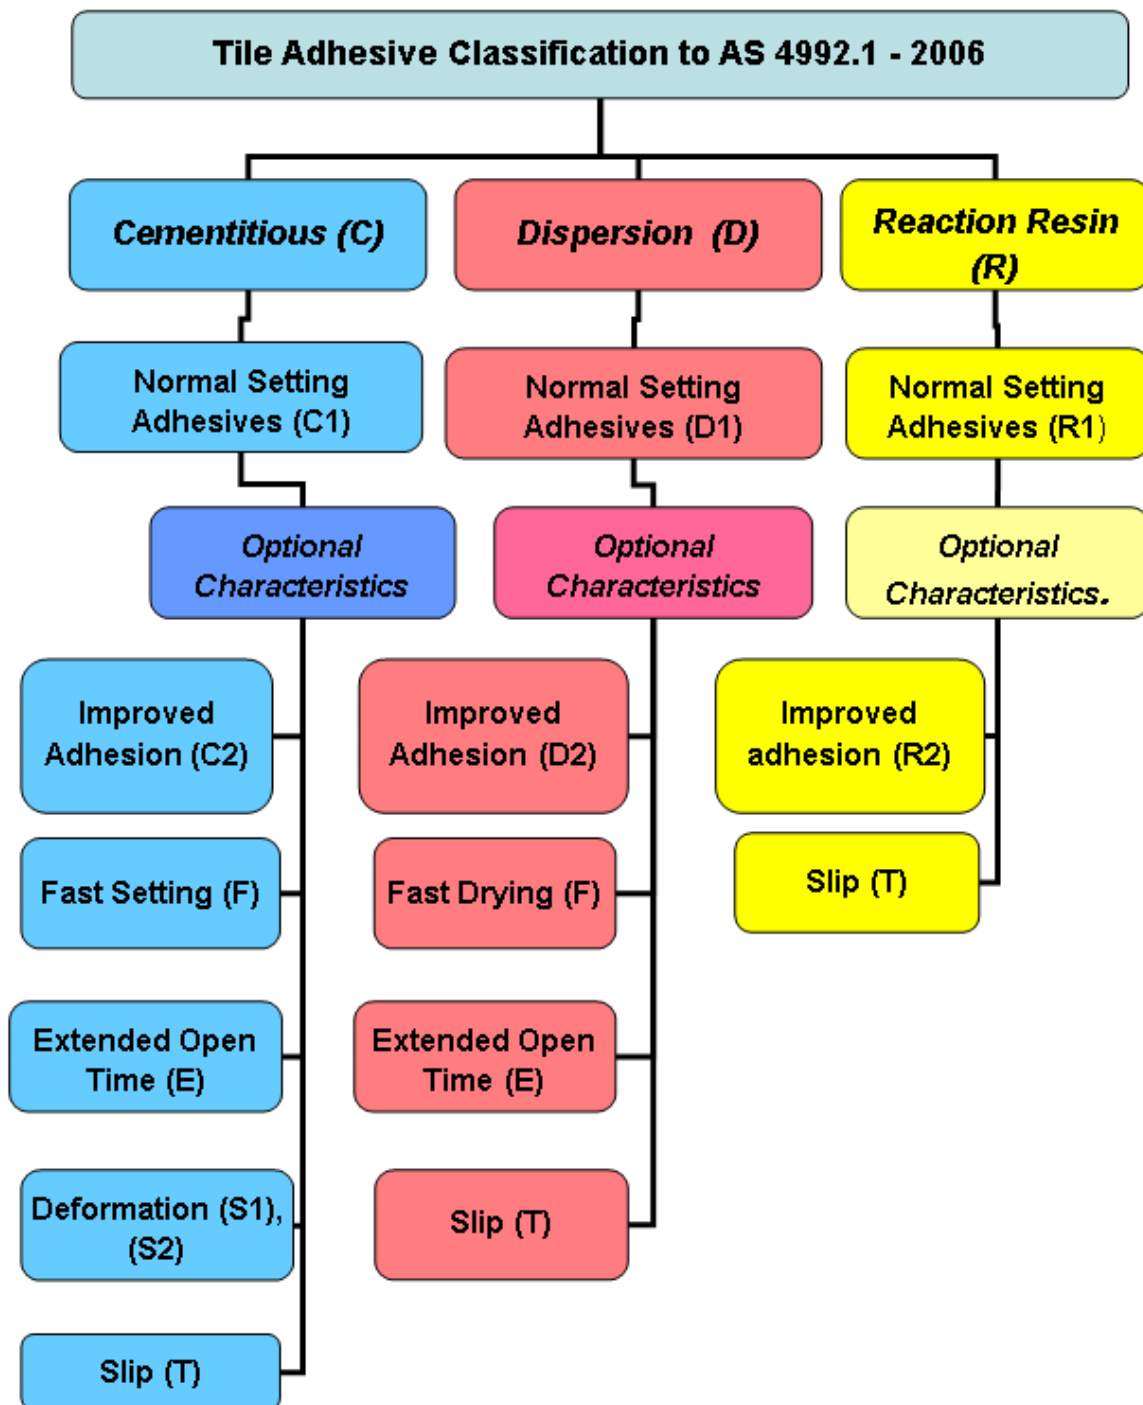 Tile Adhesive Classification to AS 4992.1 - 2006
Cementitious (C)
Dispersion (D)
Reaction Resin
(R)
Normal Setting
Adhesives (C1)
Normal Setting
Adhesives (D1)
Normal Setting
Adhesives (R1)
Optional
Characteristics
Optional
Characteristics
Optional
Characteristics.
Improved
Adhesion (C2)
Improved
Adhesion (D2)
Improved
adhesion (R2)
Fast Setting (F)
Fast Drying (F)
Slip (T)
Extended Open
Time (E)
Extended Open
Time (E)
Deformation (S1),
(S2)
Slip (T)
Slip (T)